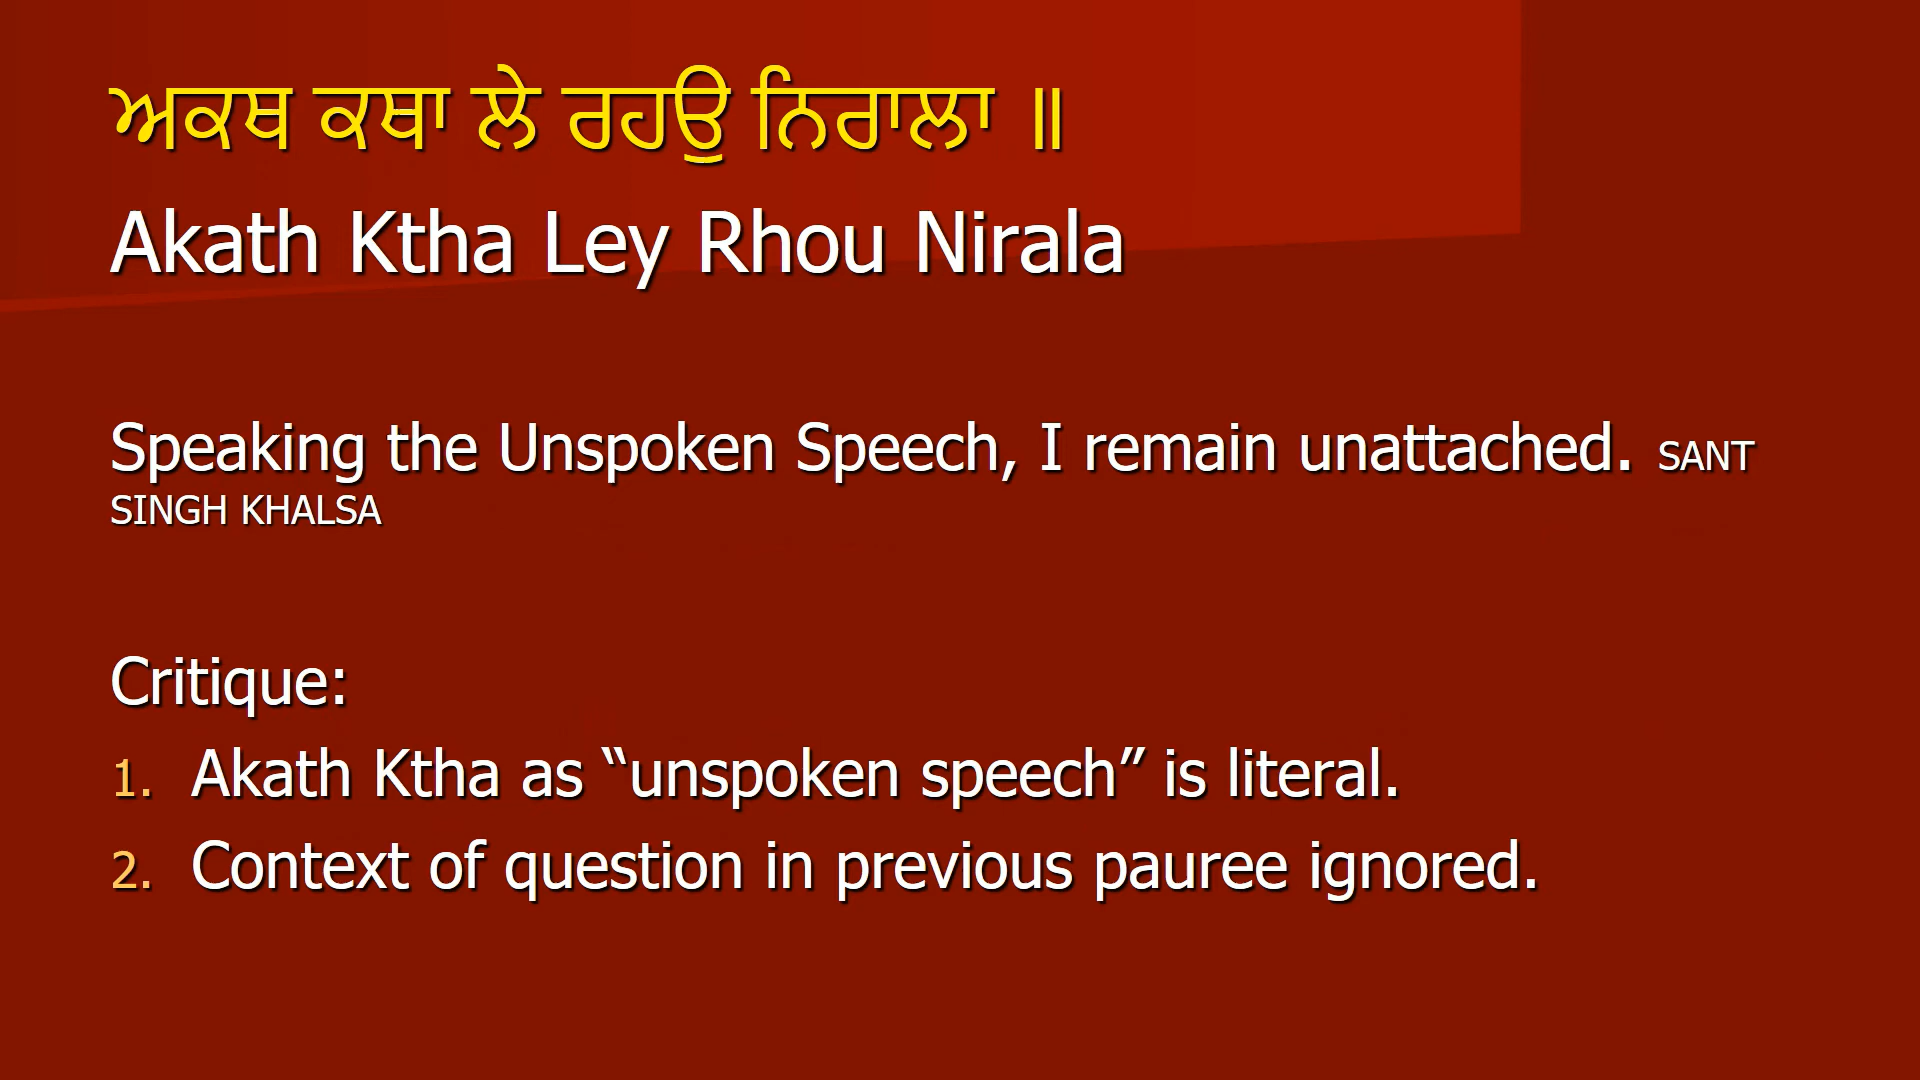 ਅਕਥ ਕਥਾ ਲੇ ਰਹਉ ਨਿਰਾਲਾ ॥
Akath Ktha Ley Rhou Nirala
Speaking the Unspoken Speech, I remain unattached. SANT
SINGH KHALSA
Critique:
1. Akath Ktha as “unspoken speech” is literal.
2. Context of question in previous pauree ignored.